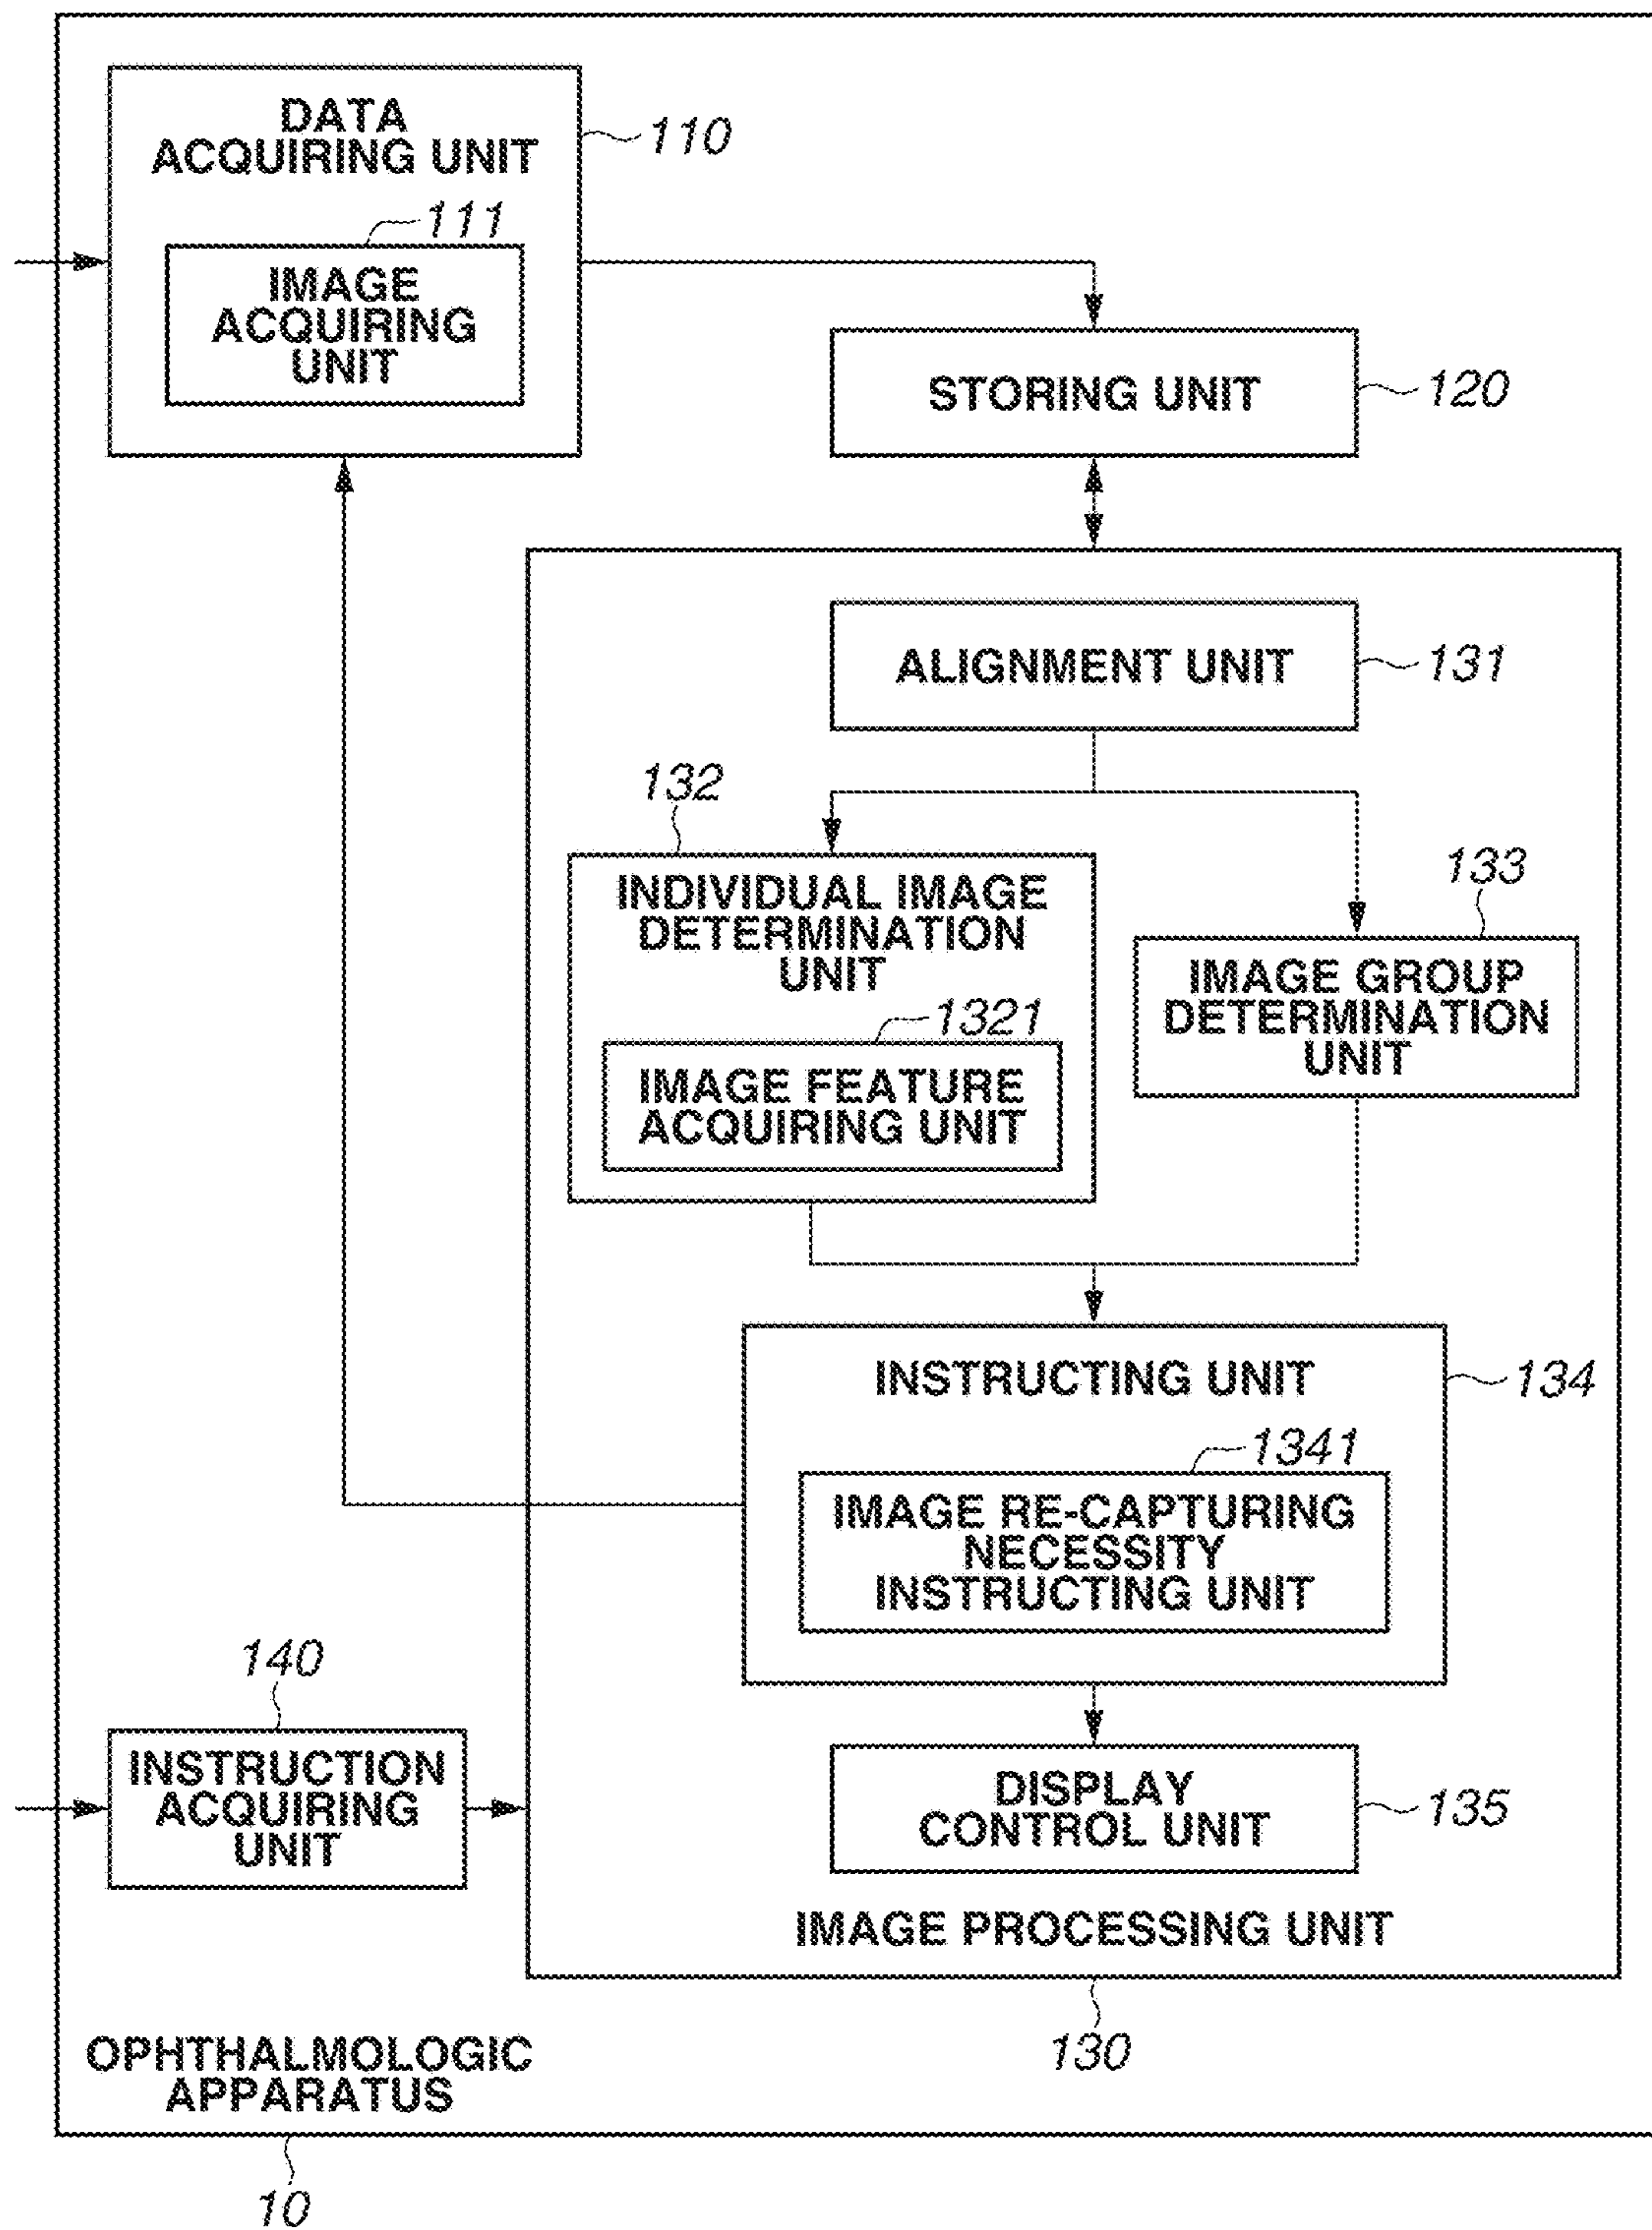 DATA
ACQUIRING UNIT
110
111
IMAGE
ACQUIRING
UNIT
STORING UNIT
120
ALIGNMENT UNIT
131
132
INDIVIDUAL IMAGE
DETERMINATION
UNIT
133
IMAGE GROUP
DETERMINATION
UNIT
1321
IMAGE FEATURE
ACQUIRING UNIT
INSTRUCTING UNIT
134
1341
IMAGE RE-CAPTURING
NECESSITY
INSTRUCTING UNIT
140
INSTRUCTION
ACQUIRING
UNIT
DISPLAY
CONTROL UNIT
135
IMAGE PROCESSING UNIT
130
OPHTHALMOLOGIC
APPARATUS
10